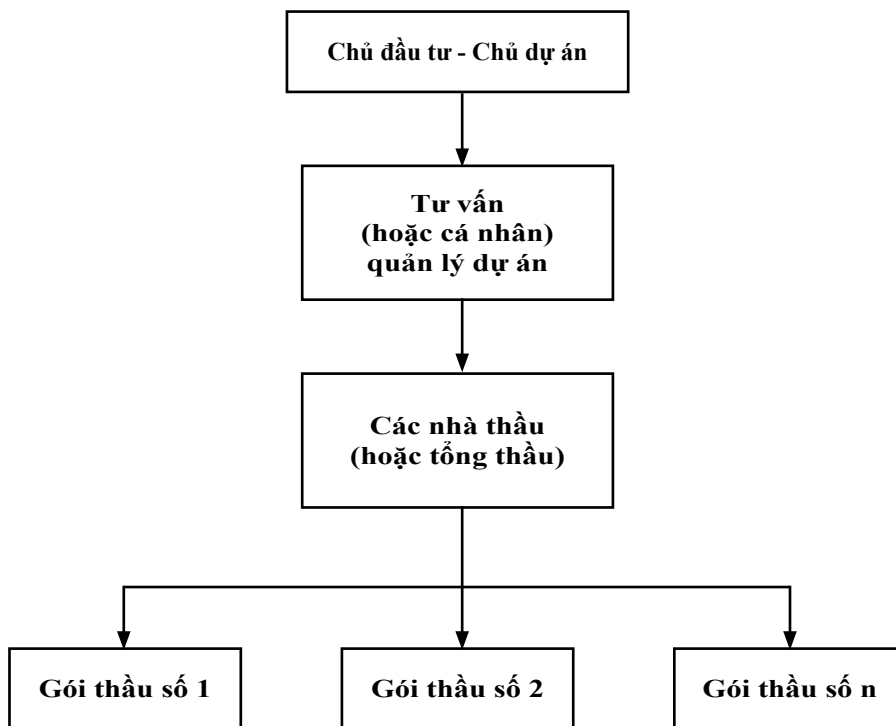 Chủ đầu tư - Chủ dự án
Tư vấn
(hoặc cá nhân)
quản lý dự án
Các nhà thầu
(hoặc tổng thầu)
Gói thầu số 1
Gói thầu số 2
Gói thầu số n